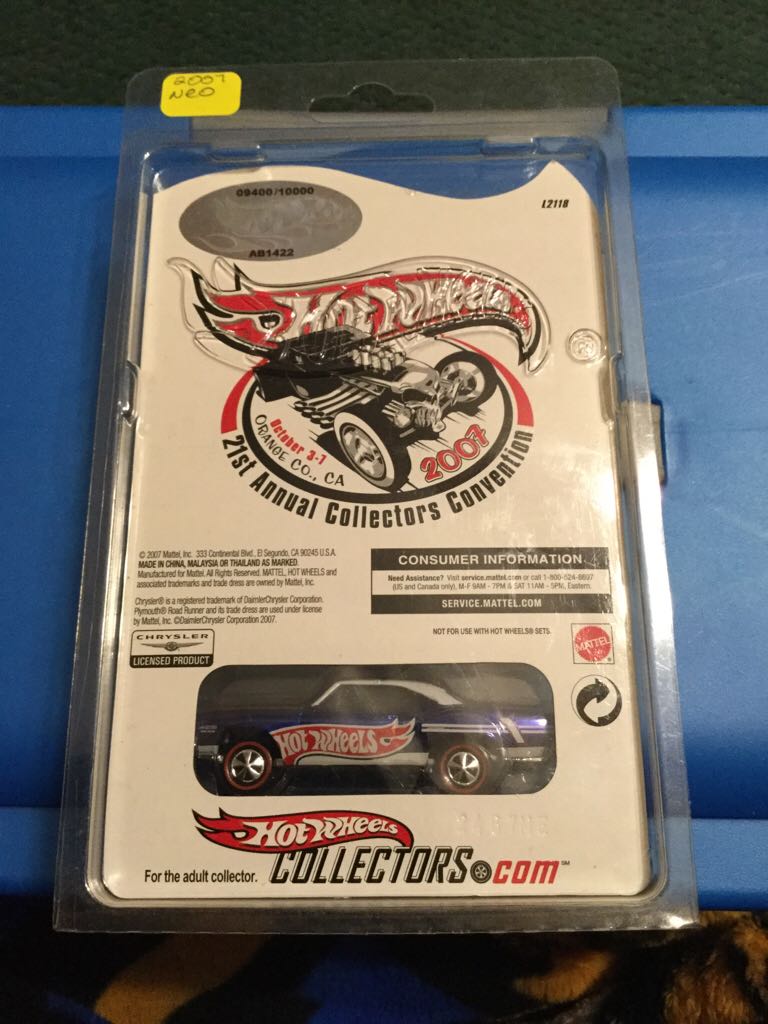 2007
NEO
09400/10000
L2118
AB1422
HOT WHEELS
October 3-7
ORANGE CO., CA
2007
21st Annual Collectors Convention
© 2007 Mattel, Inc. 333 Continental Blvd., El Segundo, CA 90245 U.S.A.
MADE IN CHINA, MALAYSIA OR THAILAND AS MARKED.
Manufactured for Mattel. All Rights Reserved. MATTEL, HOT WHEELS and
associated trademarks and trade dress are owned by Mattel, Inc.
Chrysler® is a registered trademark of DaimlerChrysler Corporation.
Plymouth® Road Runner and its trade dress are used under license
by Mattel, Inc. ©DaimlerChrysler Corporation 2007.
CONSUMER INFORMATION
Need Assistance? Visit service.mattel.com or call 1-800-524-8697
(US and Canada only), M-F 9AM - 7PM & SAT 11AM - 5PM, Eastern.
SERVICE.MATTEL.COM
CHRYSLER
LICENSED PRODUCT
NOT FOR USE WITH HOT WHEELS® SETS.
MATTEL
HOT WHEELS
1
HOT WHEELS
COLLECTORS.com℠
For the adult collector.